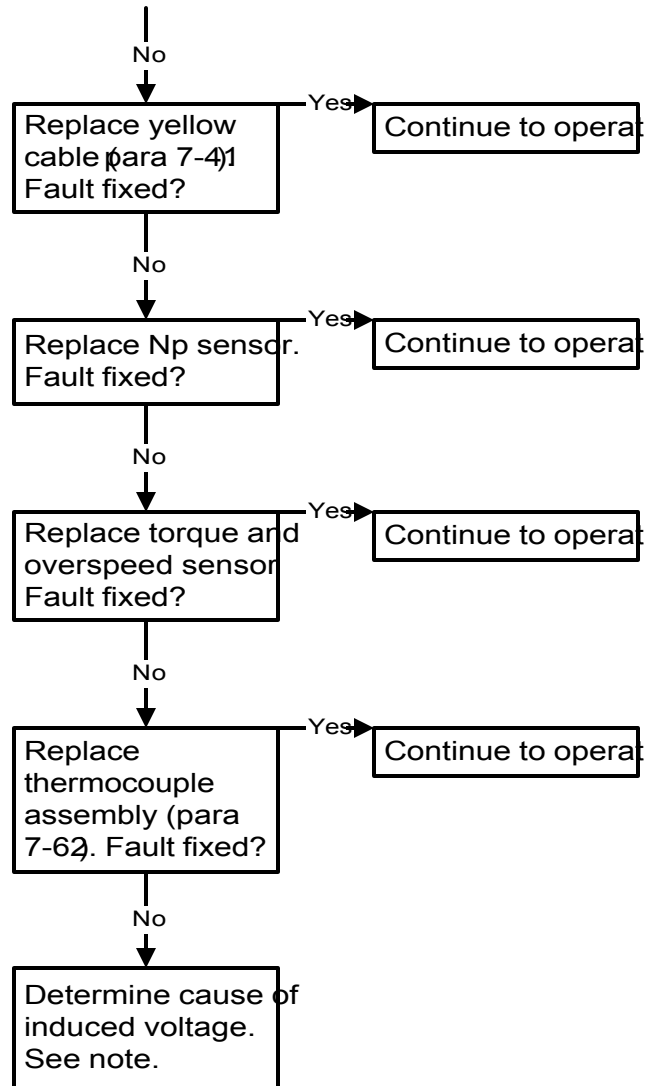 No
Replace yellow
cable (para 7-41).
Fault fixed?
Yes
Continue to operat
No
Replace Np sensor.
Fault fixed?
Yes
Continue to operat
No
Replace torque and
overspeed sensor
Fault fixed?
Yes
Continue to operat
No
Replace
thermocouple
assembly (para
7-62). Fault fixed?
Yes
Continue to operat
No
Determine cause of
induced voltage.
See note.